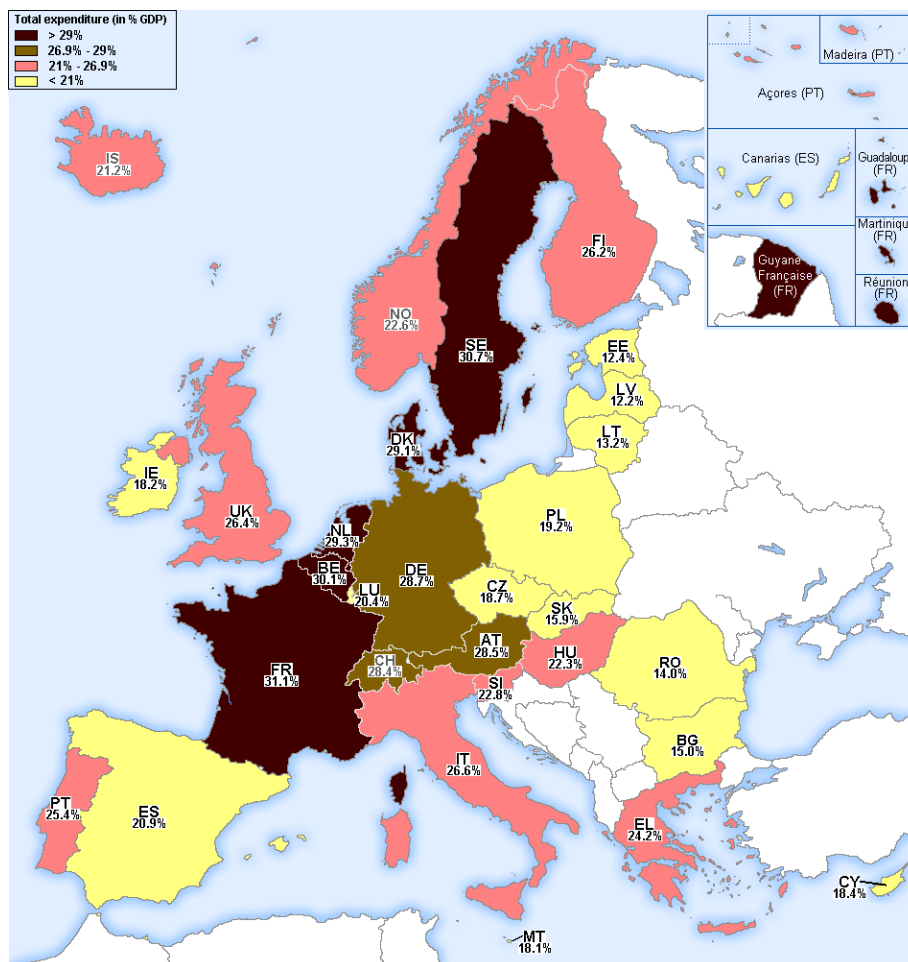 Total expenditure (in % GDP)
> 29%
26.9% - 29%
21% - 26.9%
< 21%
Madeira (PT)
Açores (PT)
Canarias (ES)
Guadaloup
(FR)
Martiniqu
(FR)
Guyane
Française
(FR)
Réunion
(FR)
IS
21.2%
FI
26.2%
NO
22.6%
SE
30.7%
EE
12.4%
LV
12.2%
LT
13.2%
DK
29.1%
IE
18.2%
UK
26.4%
NL
29.3%
PL
19.2%
BE
30.1%
DE
28.7%
LU
20.4%
CZ
18.7%
SK
15.9%
AT
28.5%
HU
22.3%
CH
28.4%
FR
31.1%
SI
22.8%
RO
14.0%
BG
15.0%
IT
26.6%
PT
25.4%
ES
20.9%
EL
24.2%
CY
18.4%
MT
18.1%